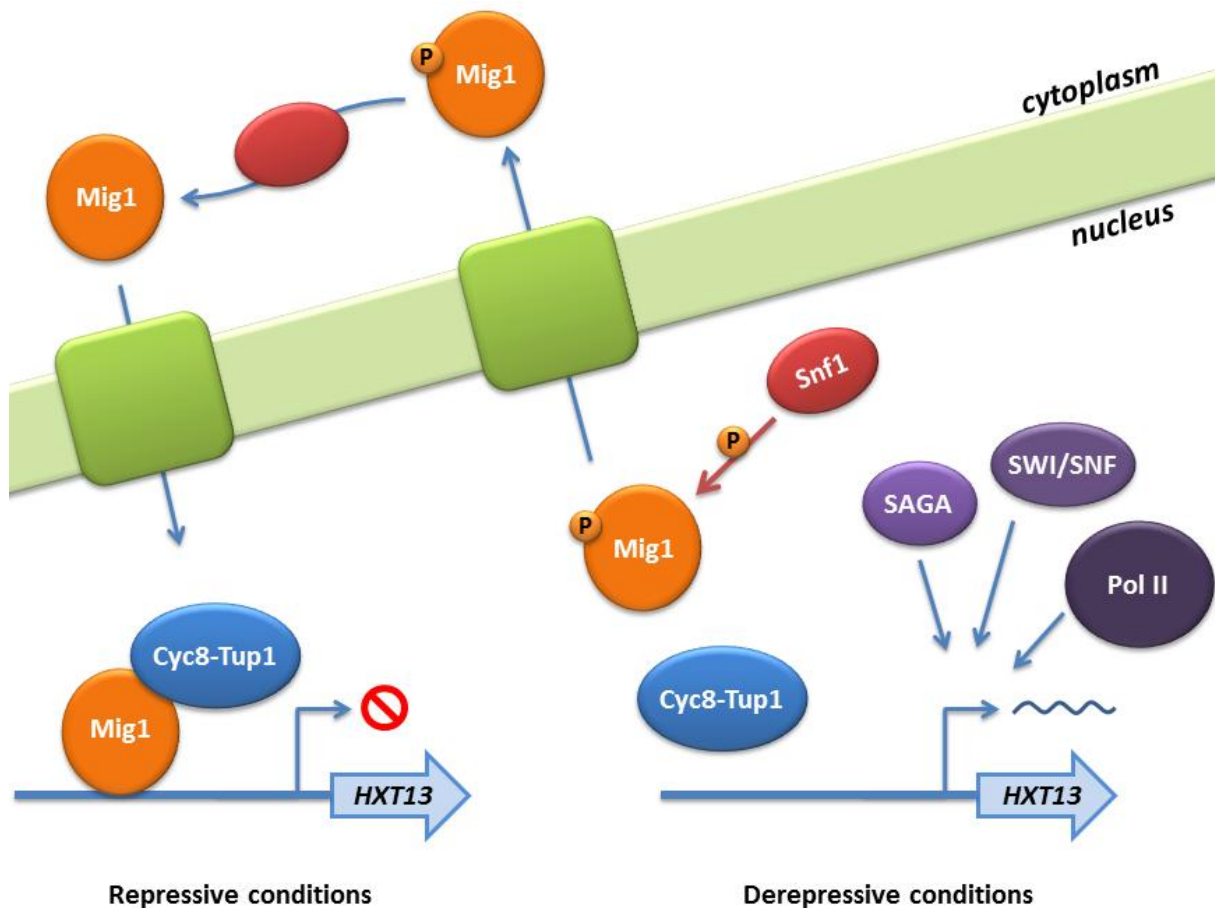 P
Mig1
cytoplasm
Mig1
nucleus
Snf1
P
SWI/SNF
SAGA
P
Mig1
Pol II
Cyc8-Tup1
Cyc8-Tup1
Mig1
HXT13
HXT13
Repressive conditions
Derepressive conditions